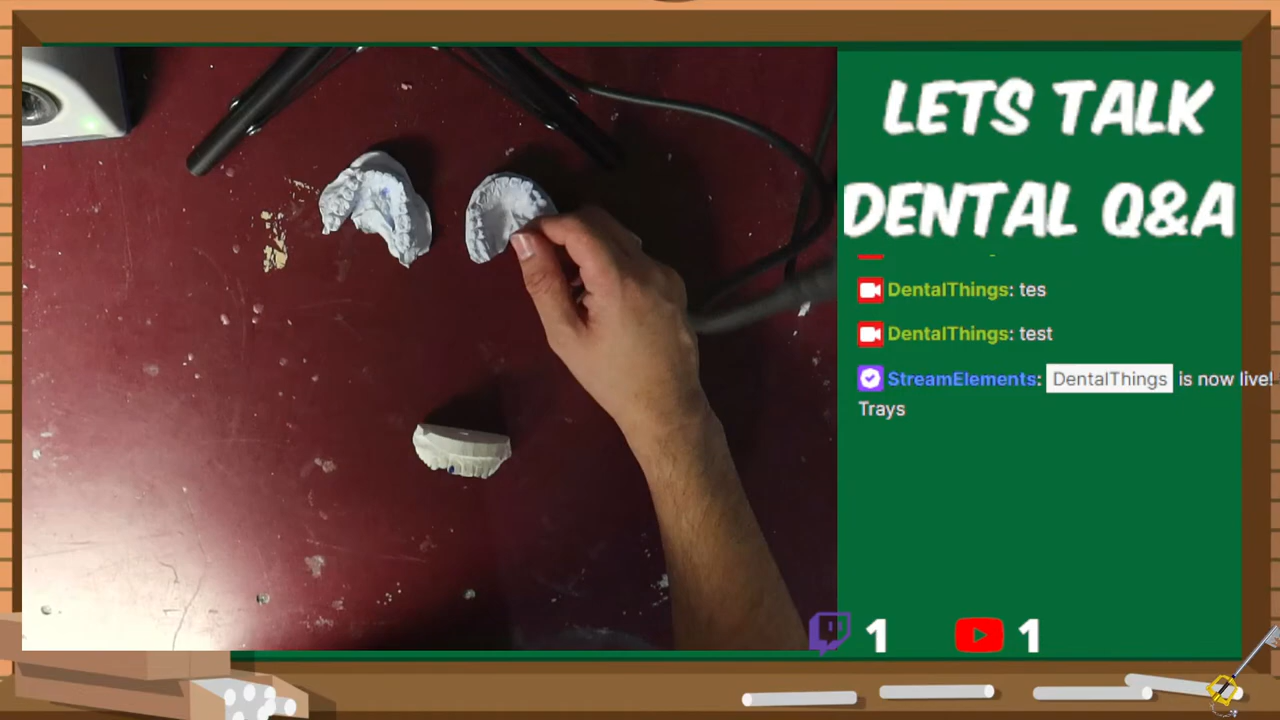 LETS TALK
DENTAL Q&A
DentalThings: tes
DentalThings: test
StreamElements: DentalThings is now live!
Trays
1 1